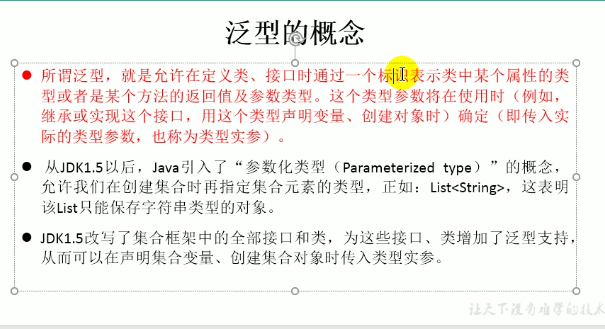 泛型的概念
所谓泛型，就是允许在定义类、接口时通过一个标识表示类中某个属性的类
型或者是某个方法的返回值及参数类型。这个类型参数将在使用时（例如，
继承或实现这个接口，用这个类型声明变量、创建对象时）确定（即传入实
际的类型参数，也称为类型实参）。
从JDK1.5以后，Java引入了“参数化类型（Parameterized type）”的概念，
允许我们在创建集合时再指定集合元素的类型，正如：List<String>，这表明
该List只能保存字符串类型的对象。
JDK1.5改写了集合框架中的全部接口和类，为这些接口、类增加了泛型支持，
从而可以在声明集合变量、创建集合对象时传入类型实参。
让天下没有难学的技术